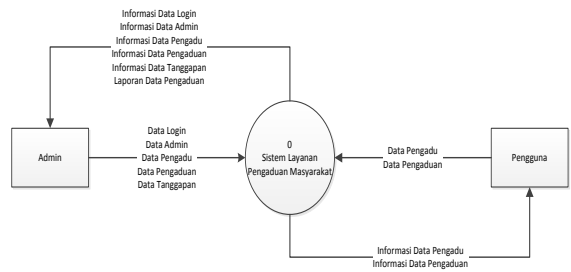 Informasi Data Login
Informasi Data Admin
Informasi Data Pengadu
Informasi Data Pengaduan
Informasi Data Tanggapan
Laporan Data Pengaduan
Admin
Data Login
Data Admin
Data Pengadu
Data Pengaduan
Data Tanggapan
0
Sistem Layanan
Pengaduan Masyarakat
Data Pengadu
Data Pengaduan
Pengguna
Informasi Data Pengadu
Informasi Data Pengaduan